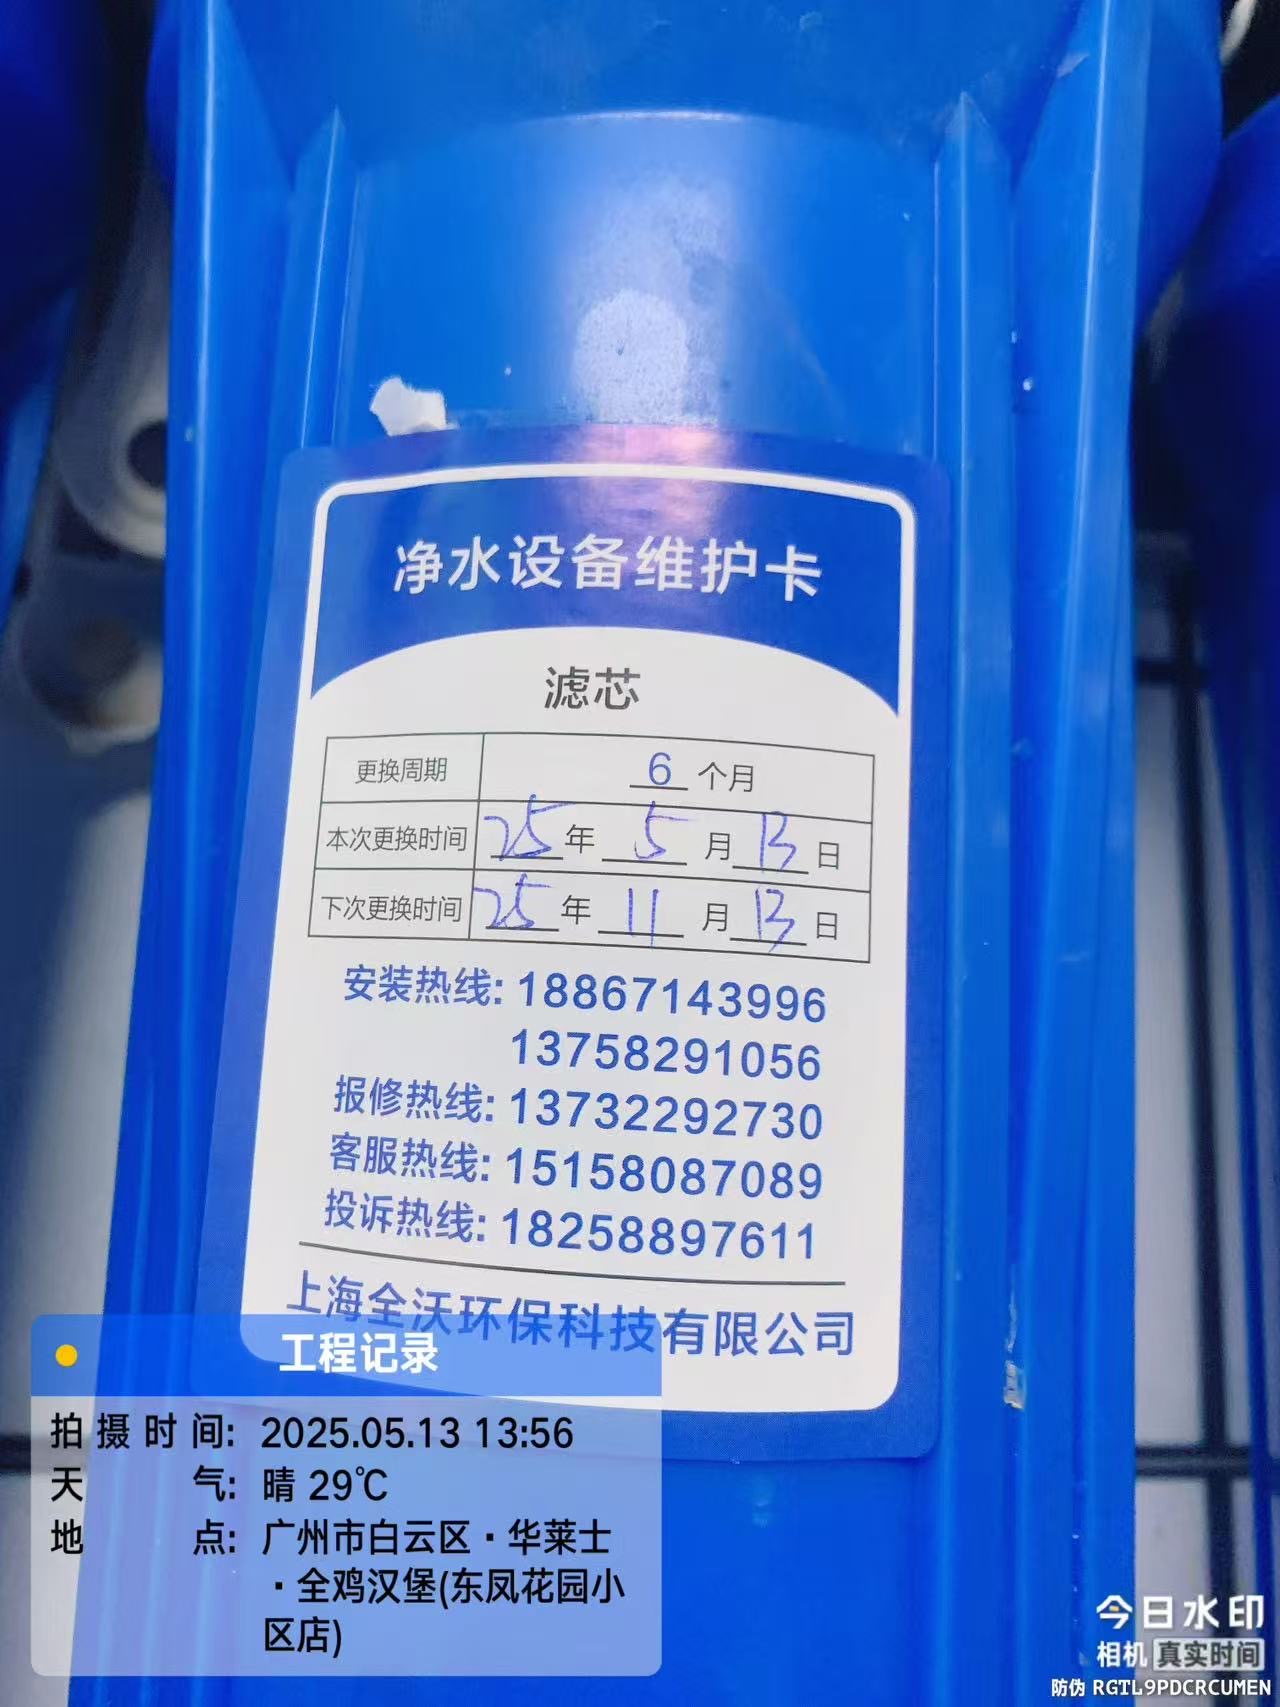 净水设备维护卡
滤芯
更换周期 6 个月
本次更换时间 25 年 5 月 13 日
下次更换时间 25 年 11 月 13 日
安装热线: 18867143996
13758291056
报修热线: 13732292730
客服热线: 15158087089
投诉热线: 18258897611
上海全沃环保科技有限公司
工程记录
拍摄时间: 2025.05.13 13:56
天气: 晴 29℃
地点: 广州市白云区·华莱士
·全鸡汉堡(东凤花园小
区店)
今日水印
相机 真实时间
防伪 RGTL9PDCRCUMEN